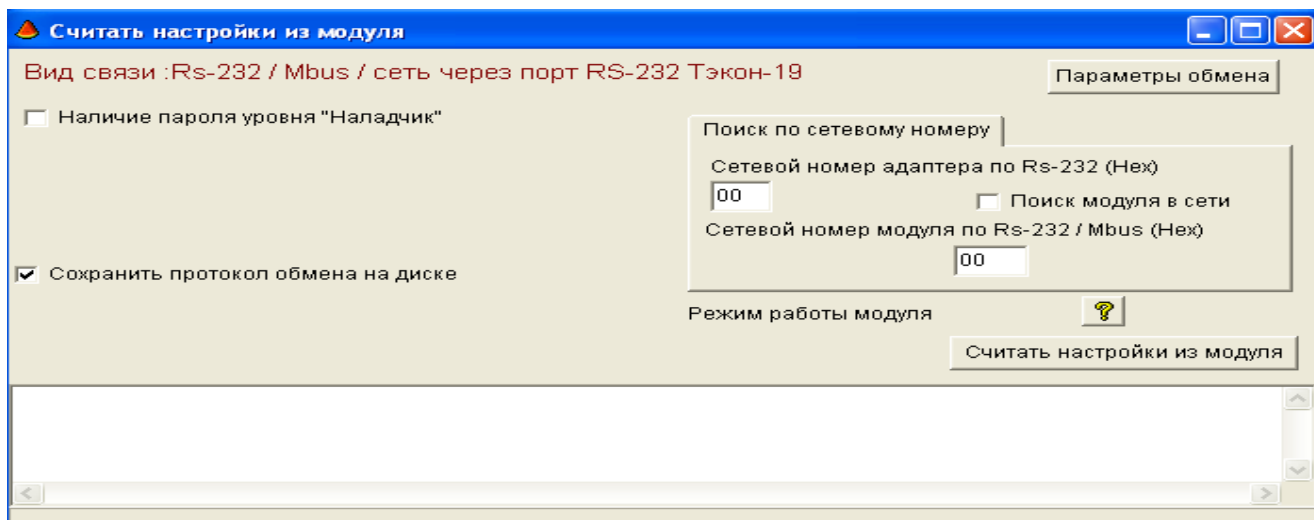 Считать настройки из модуля
Вид связи :Rs-232 / Mbus / сеть через порт RS-232 Тэкон-19
Параметры обмена
Наличие пароля уровня "Наладчик"
Поиск по сетевому номеру
Сетевой номер адаптера по Rs-232 (Hex)
00
Поиск модуля в сети
Сетевой номер модуля по Rs-232 / Mbus (Hex)
00
Сохранить протокол обмена на диске
Режим работы модуля
?
Считать настройки из модуля